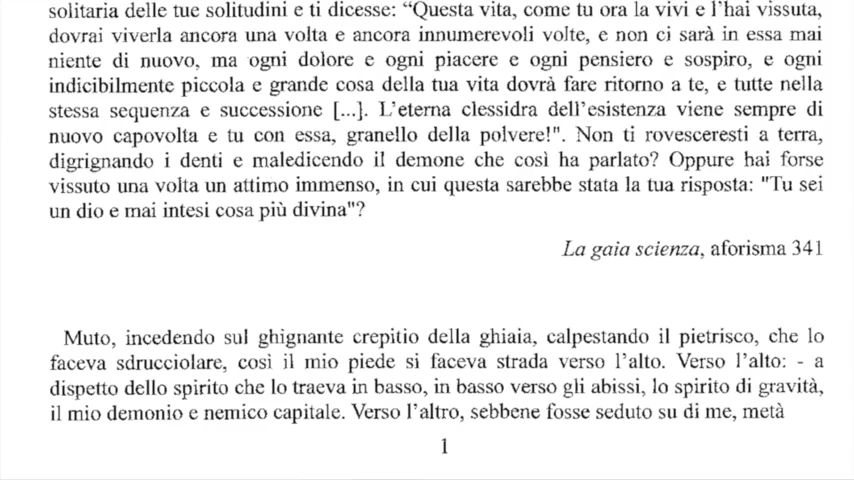 solitaria delle tue solitudini e ti dicesse: “Questa vita, come tu ora la vivi e l’hai vissuta,
dovrai viverla ancora una volta e ancora innumerevoli volte, e non ci sarà in essa mai
niente di nuovo, ma ogni dolore e ogni piacere e ogni pensiero e sospiro, e ogni
indicibilmente piccola e grande cosa della tua vita dovrà fare ritorno a te, e tutte nella
stessa sequenza e successione [...]. L’eterna clessidra dell’esistenza viene sempre di
nuovo capovolta e tu con essa, granello della polvere!". Non ti rovesceresti a terra,
digrignando i denti e maledicendo il demone che così ha parlato? Oppure hai forse
vissuto una volta un attimo immenso, in cui questa sarebbe stata la tua risposta: "Tu sei
un dio e mai intesi cosa più divina"?
La gaia scienza, aforisma 341
Muto, incedendo sul ghignante crepitio della ghiaia, calpestando il pietrisco, che lo
faceva sdrucciolare, così il mio piede si faceva strada verso l’alto. Verso l’alto: - a
dispetto dello spirito che lo traeva in basso, in basso verso gli abissi, lo spirito di gravità,
il mio demonio e nemico capitale. Verso l’altro, sebbene fosse seduto su di me, metà
1